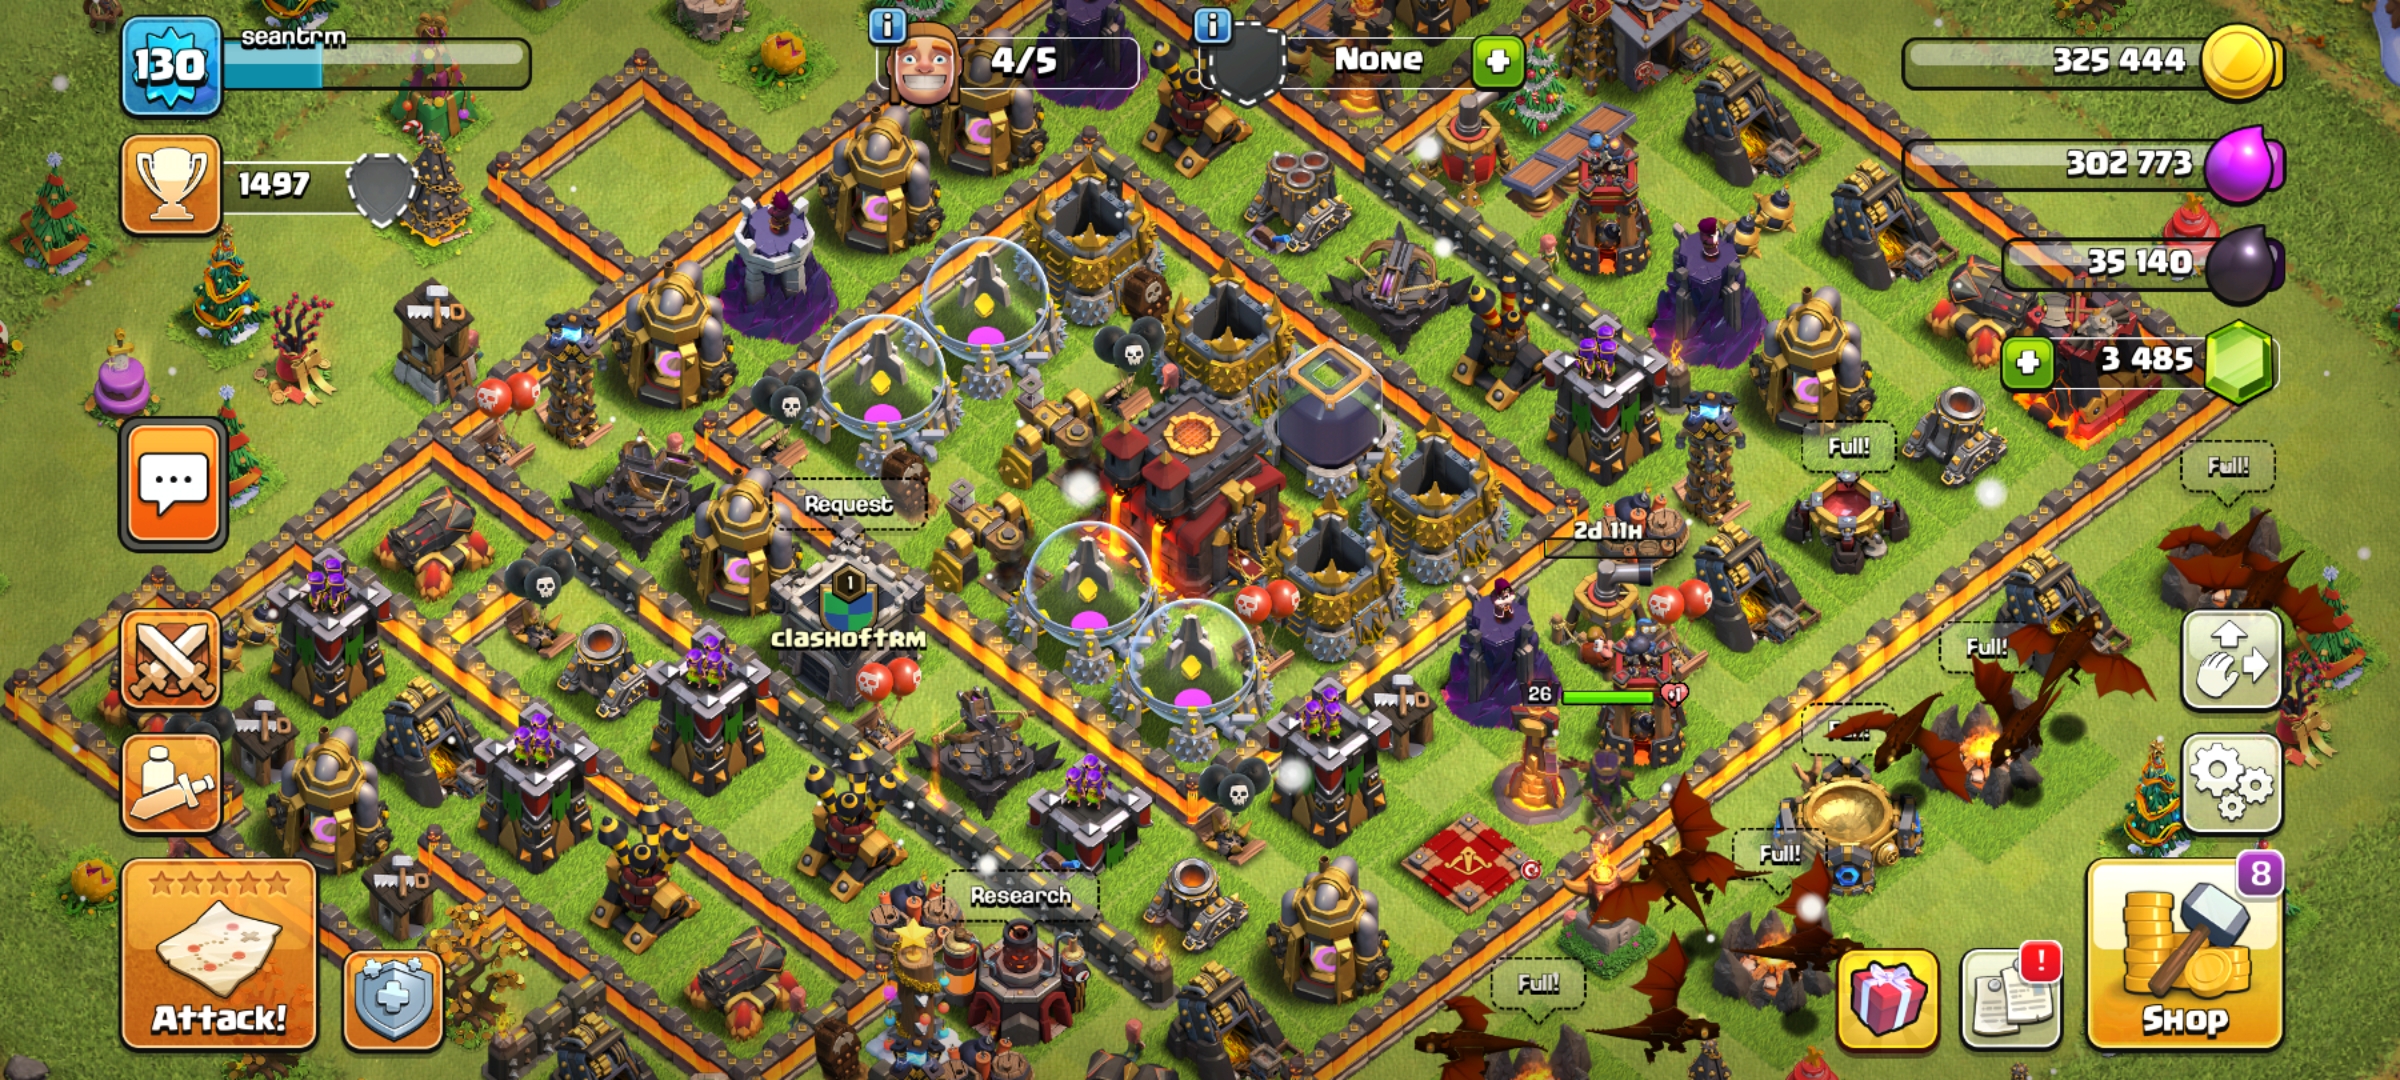 130
seantrm
4/5
None
325 444
1497
302 773
35 140
3 485
Full!
Full!
Request
2d 11h
1
clashoftRM
Full!
26
+1
Full!
Research
8
Full!
Attack!
Shop
!